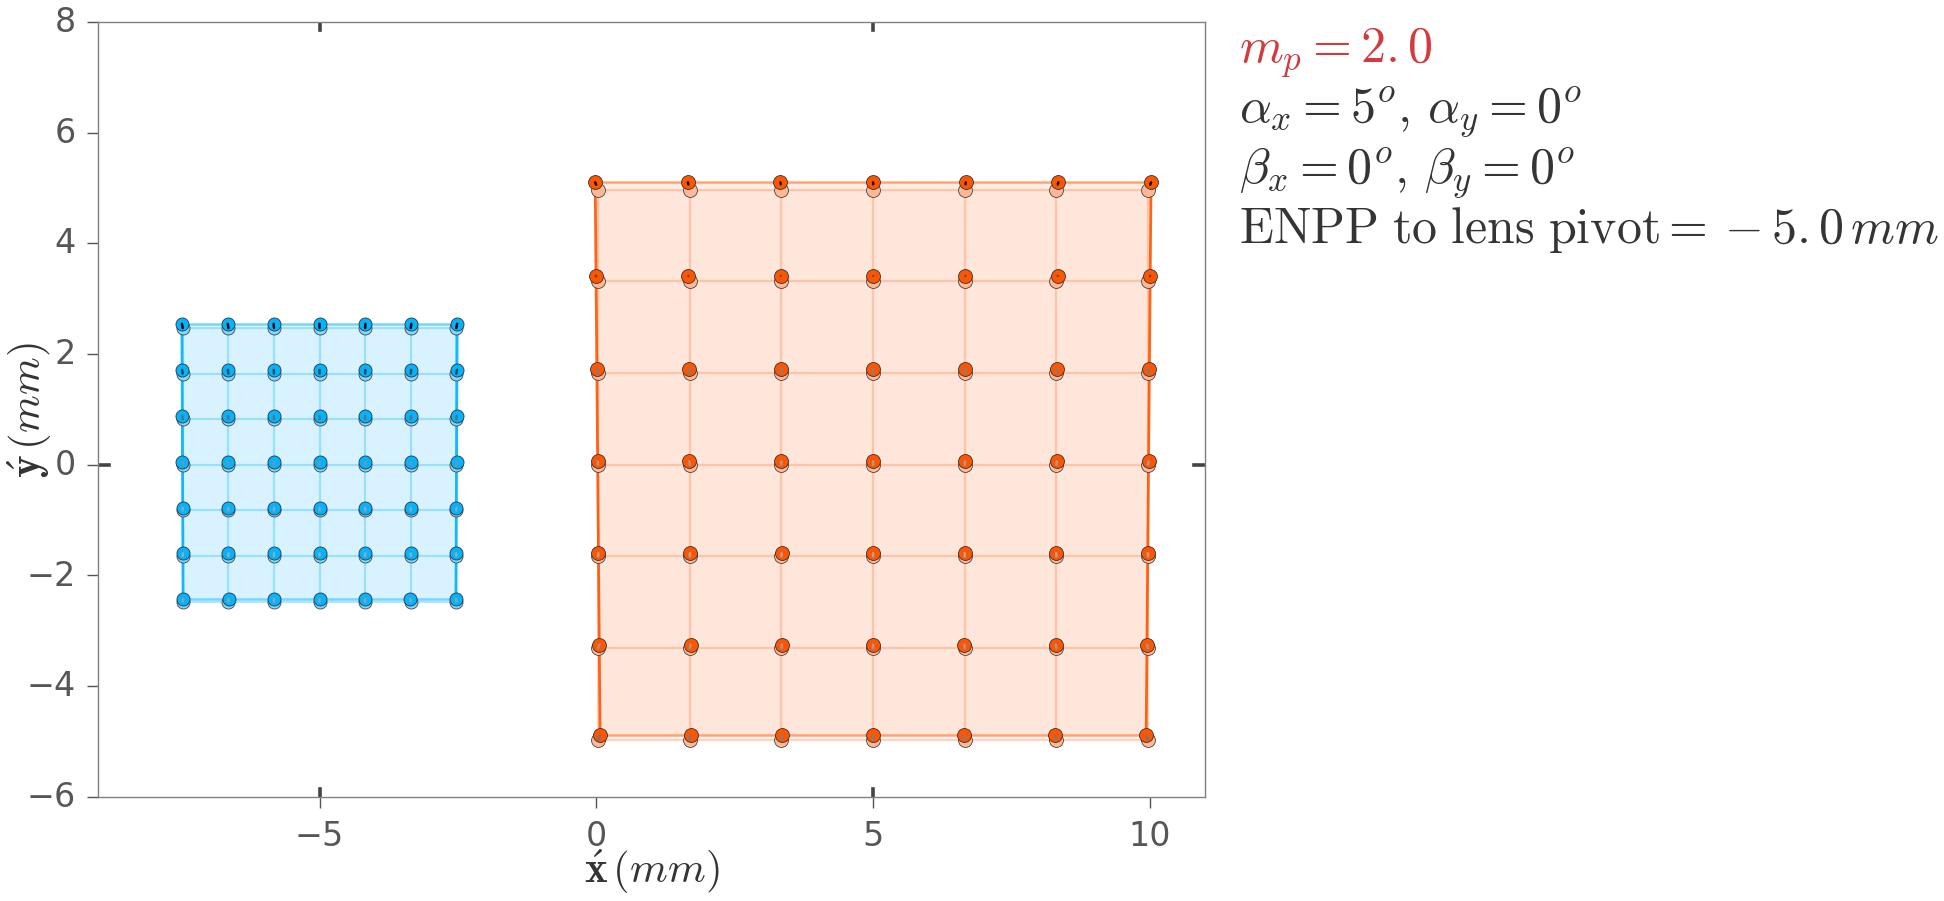 8
6
4
2
0
−2
−4
−6
−5
0
5
10
x́ (mm)
ý (mm)
m_p = 2.0
α_x = 5^o, α_y = 0^o
β_x = 0^o, β_y = 0^o
ENPP to lens pivot = −5.0 mm